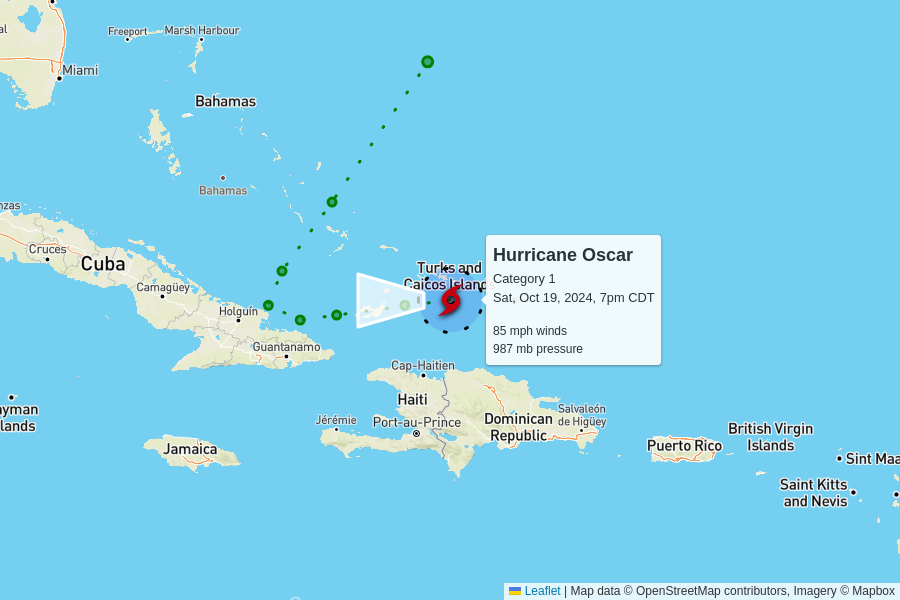 Freeport
Marsh Harbour
al
Miami
Bahamas
Bahamas
nzas
Cruces
Cuba
Camagüey
Holguín
Guantanamo
Turks and
Caicos Islands
Hurricane Oscar
Category 1
Sat, Oct 19, 2024, 7pm CDT
85 mph winds
987 mb pressure
Cap-Haitien
Haiti
Port-au-Prince
Jérémie
Dominican
Republic
Salvaleón
de Higüey
ayman
lands
Jamaica
Puerto Rico
British Virgin
Islands
Sint Maa
Saint Kitts
and Nevis
Leaflet | Map data © OpenStreetMap contributors, Imagery © Mapbox